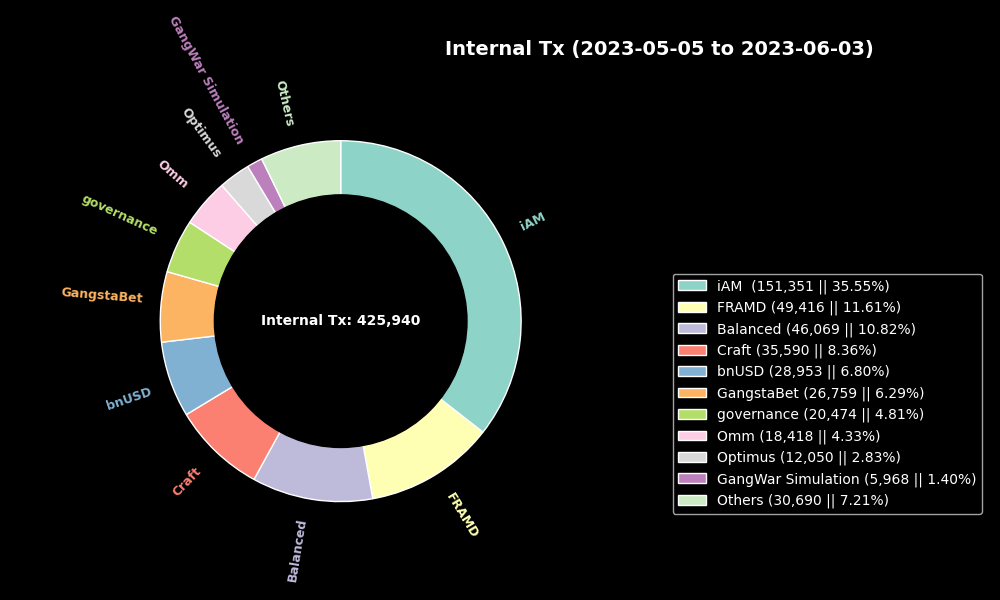 Internal Tx (2023-05-05 to 2023-06-03)
GangWar Simulation
Others
Optimus
Omm
governance
GangstaBet
bnUSD
Craft
Balanced
FRAMD
iAM
Internal Tx: 425,940
iAM  (151,351 || 35.55%)
FRAMD (49,416 || 11.61%)
Balanced (46,069 || 10.82%)
Craft (35,590 || 8.36%)
bnUSD (28,953 || 6.80%)
GangstaBet (26,759 || 6.29%)
governance (20,474 || 4.81%)
Omm (18,418 || 4.33%)
Optimus (12,050 || 2.83%)
GangWar Simulation (5,968 || 1.40%)
Others (30,690 || 7.21%)